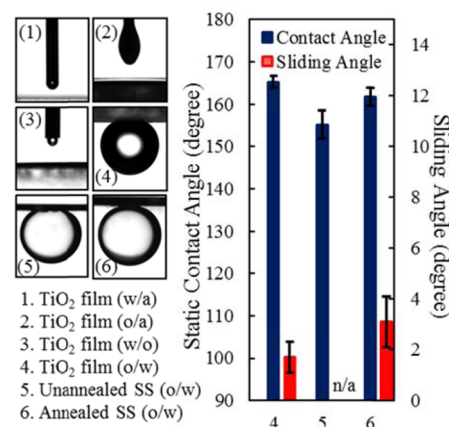 (1)
(2)
(3)
(4)
(5)
(6)
1. TiO2 film (w/a)
2. TiO2 film (o/a)
3. TiO2 film (w/o)
4. TiO2 film (o/w)
5. Unannealed SS (o/w)
6. Annealed SS (o/w)
Static Contact Angle (degree)
180
170
160
150
140
130
120
110
100
90
Contact Angle
Sliding Angle
n/a
4
5
6
14
12
10
8
6
4
2
0
Sliding Angle (degree)